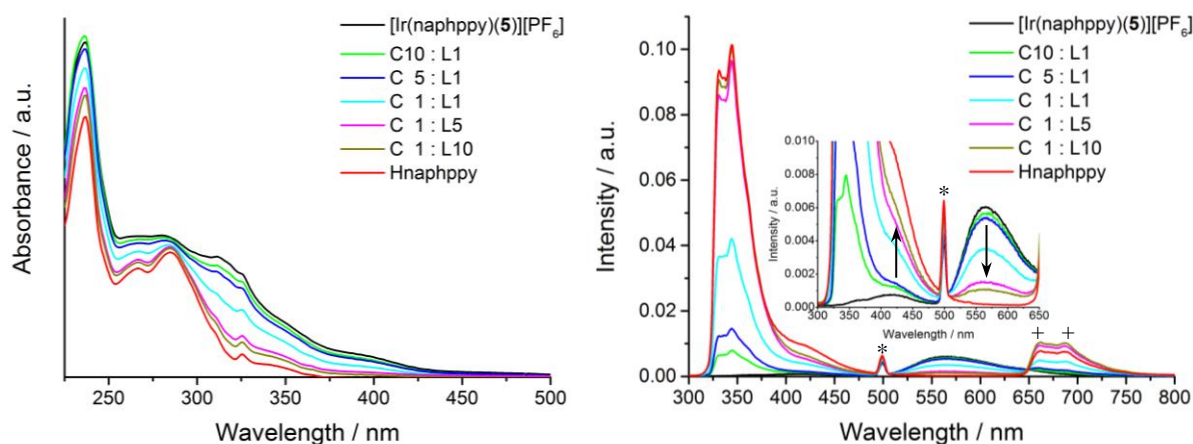 Absorbance / a.u.
[Ir(naphppy)(5)][PF6]
C10 : L1
C 5 : L1
C 1 : L1
C 1 : L5
C 1 : L10
Hnaphppy
250 300 350 400 450 500
Wavelength / nm
Intensity / a.u.
0.10
0.08
0.06
0.04
0.02
0.00
[Ir(naphppy)(5)][PF6]
C10 : L1
C 5 : L1
C 1 : L1
C 1 : L5
C 1 : L10
Hnaphppy
Intensity / a.u.
0.010
0.008
0.006
0.004
0.002
0.000
*
300 350 400 450 500 550 600 650
Wavelength / nm
*
+ +
300 350 400 450 500 550 600 650 700 750 800
Wavelength / nm